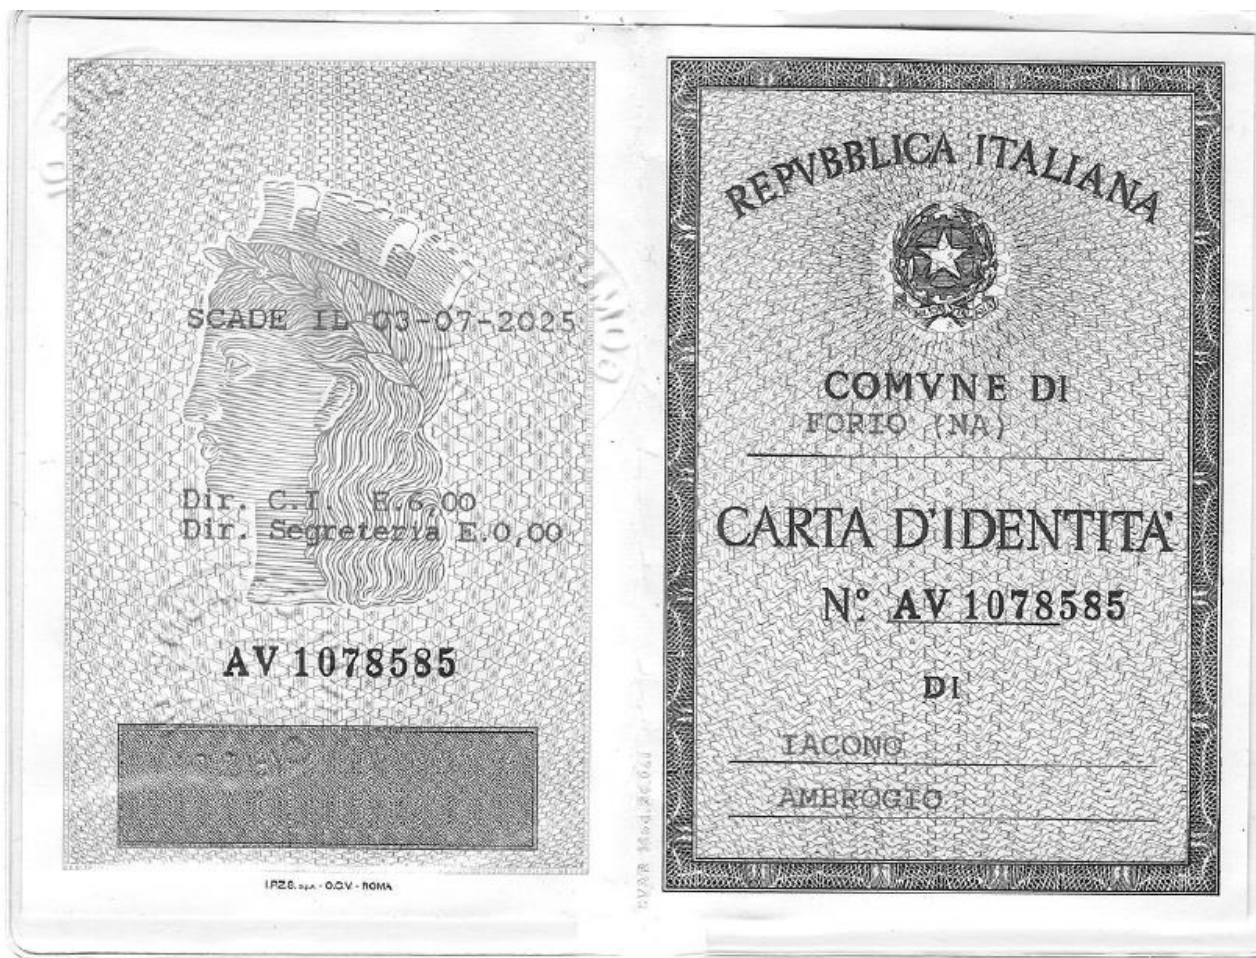 SCADE IL 03-07-2025
Dir. C.I. E.6,00
Dir. Segreteria E.0,00
AV 1078585
I.P.Z.S. s.p.A. - O.C.V. - ROMA
REPVBBLICA ITALIANA
COMVNE DI
FORIO (NA)
CARTA D'IDENTITA'
Nº AV 1078585
DI
IACONO
AMBROGIO